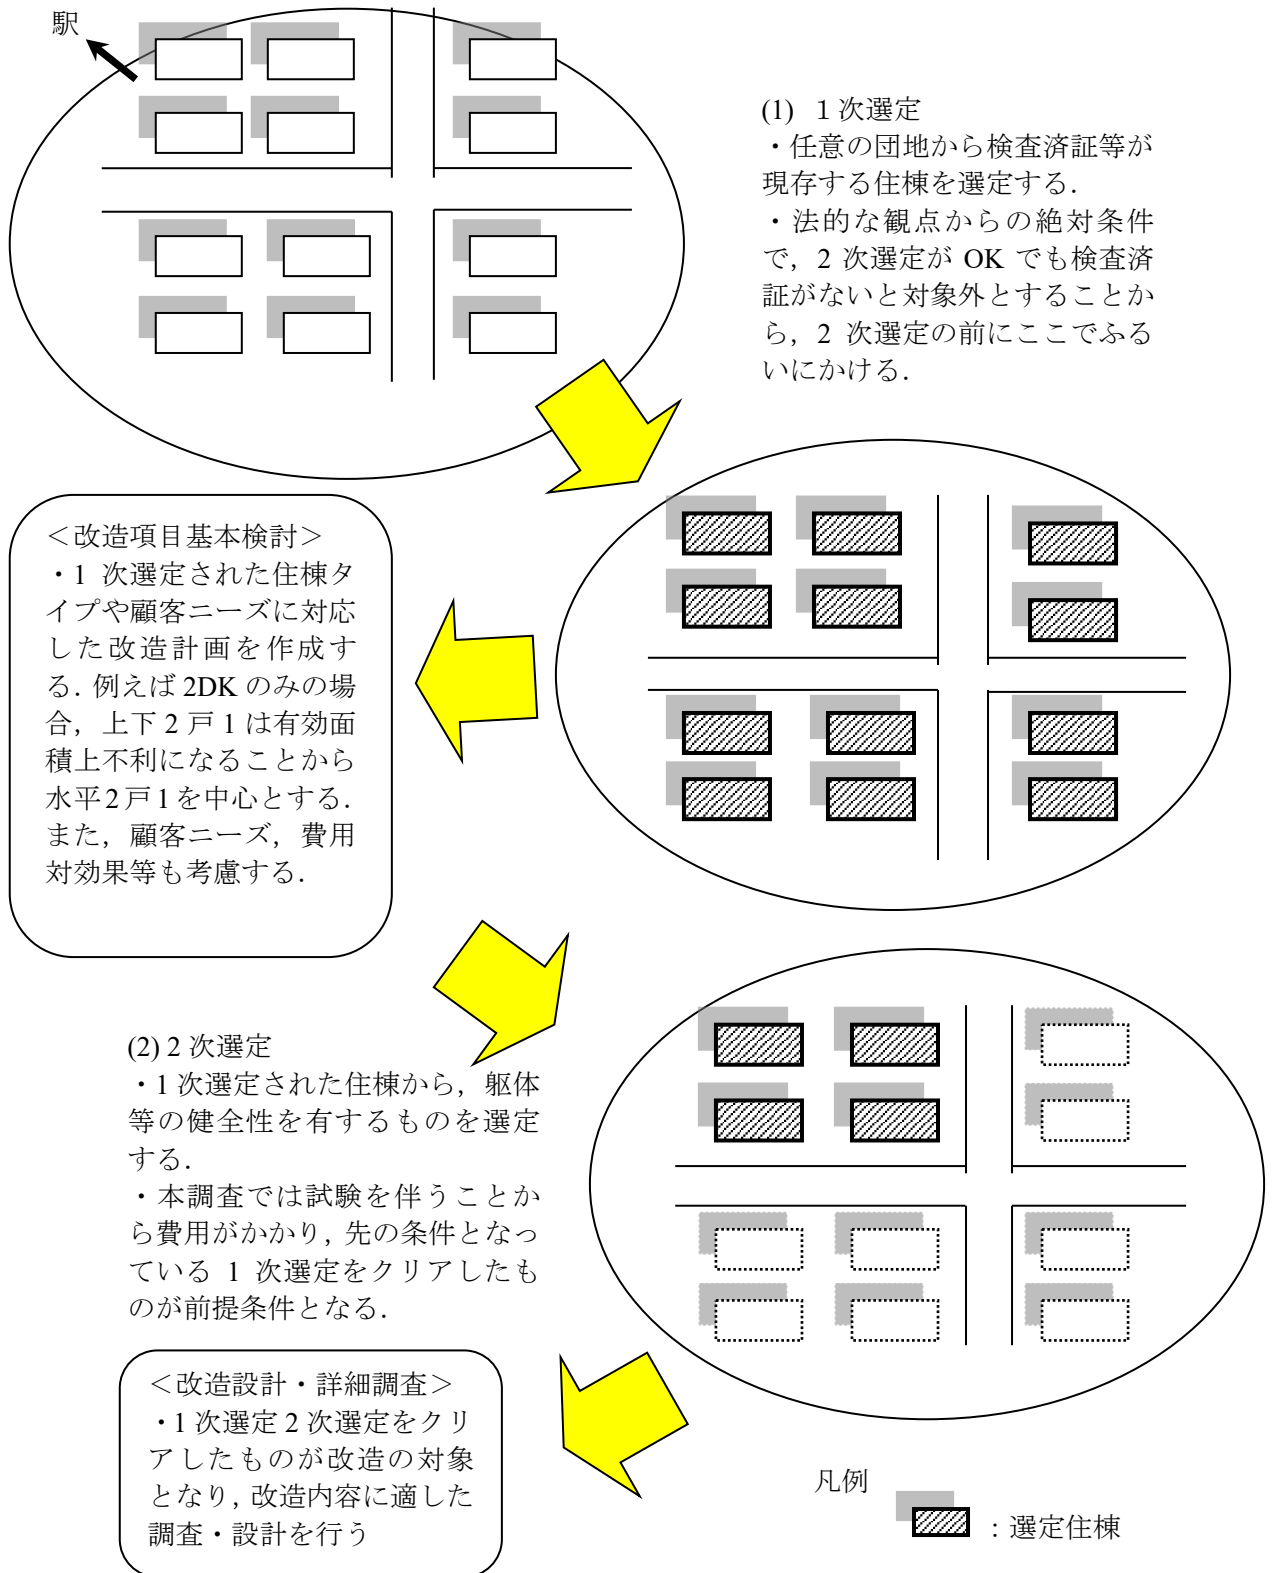 駅
(1) １次選定
・任意の団地から検査済証等が
現存する住棟を選定する．
・法的な観点からの絶対条件
で，2 次選定が OK でも検査済
証がないと対象外とすることか
ら，2 次選定の前にここでふる
いにかける．
＜改造項目基本検討＞
・1 次選定された住棟タ
イプや顧客ニーズに対応
した改造計画を作成す
る．例えば 2DK のみの場
合，上下 2 戸 1 は有効面
積上不利になることから
水平2戸1を中心とする．
また，顧客ニーズ，費用
対効果等も考慮する．
(2) 2 次選定
・1 次選定された住棟から，躯体
等の健全性を有するものを選定
する．
・本調査では試験を伴うことか
ら費用がかかり，先の条件となっ
ている 1 次選定をクリアしたも
のが前提条件となる．
＜改造設計・詳細調査＞
・1 次選定 2 次選定をクリ
アしたものが改造の対象
となり，改造内容に適した
調査・設計を行う
凡例
：選定住棟